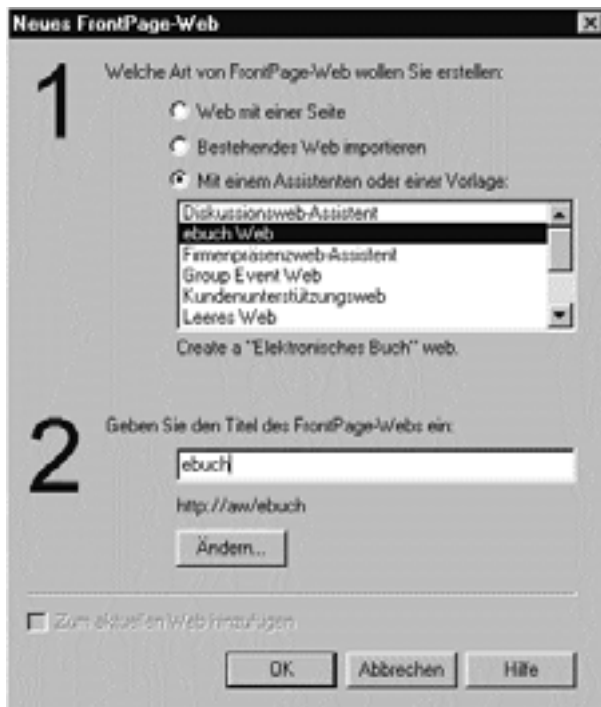 Neues FrontPage-Web
1
Welche Art von FrontPage-Web wollen Sie erstellen:
Web mit einer Seite
Bestehendes Web importieren
Mit einem Assistenten oder einer Vorlage:
Diskussionsweb-Assistent
ebuch Web
Firmenpräsenzweb-Assistent
Group Event Web
Kundenunterstützungsweb
Leeres Web
Create a "Elektronisches Buch" web.
2
Geben Sie den Titel des FrontPage-Webs ein:
ebuch
http://aw/ebuch
Ändern...
Zum aktuellen Web hinzufügen
OK Abbrechen Hilfe